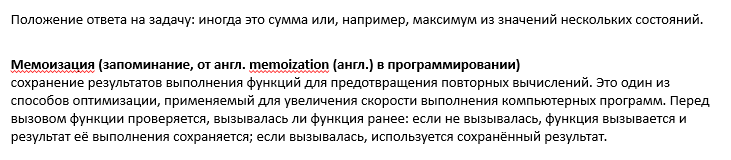 Положение ответа на задачу: иногда это сумма или, например, максимум из значений нескольких состояний.
Мемоизация (запоминание, от англ. memoization (англ.) в программировании)
сохранение результатов выполнения функций для предотвращения повторных вычислений. Это один из
способов оптимизации, применяемый для увеличения скорости выполнения компьютерных программ. Перед
вызовом функции проверяется, вызывалась ли функция ранее: если не вызывалась, функция вызывается и
результат её выполнения сохраняется; если вызывалась, используется сохранённый результат.